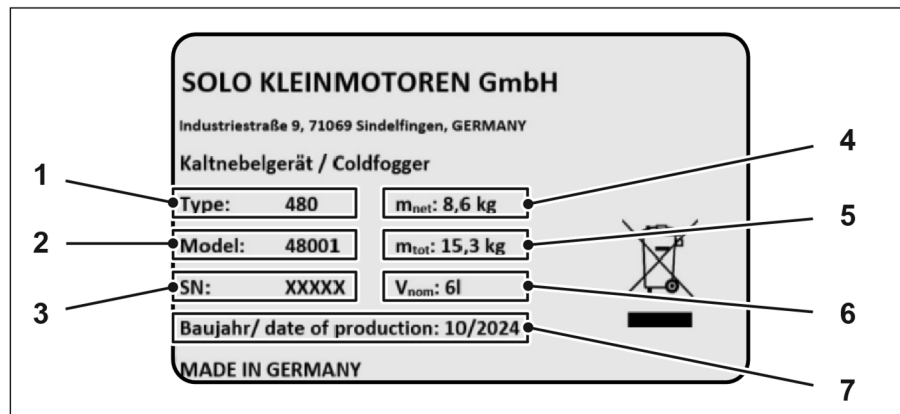 SOLO KLEINMOTOREN GmbH
Industriestraße 9, 71069 Sindelfingen, GERMANY
Kaltnebelgerät / Coldfogger
1 Type: 480 mnet: 8,6 kg 4
2 Model: 48001 mtot: 15,3 kg 5
3 SN: XXXXX Vnom: 6l 6
Baujahr/ date of production: 10/2024 7
MADE IN GERMANY